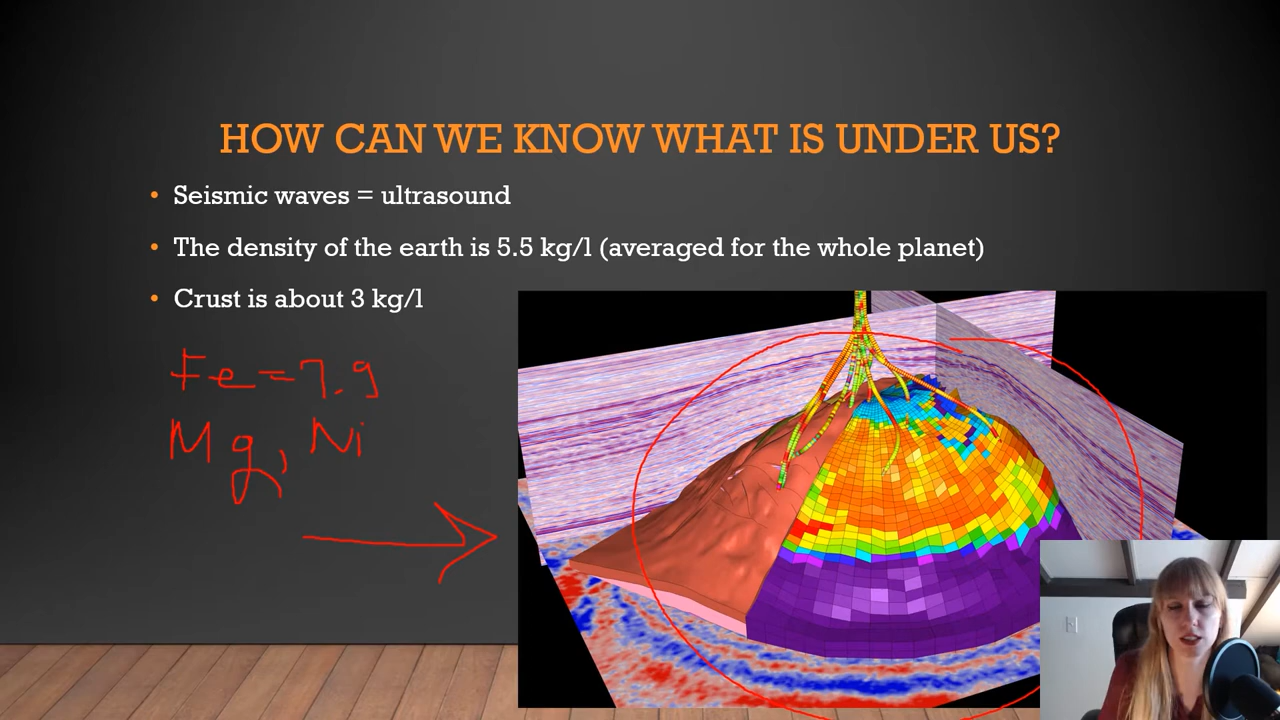 HOW CAN WE KNOW WHAT IS UNDER US?
• Seismic waves = ultrasound
• The density of the earth is 5.5 kg/l (averaged for the whole planet)
• Crust is about 3 kg/l
Fe=7.9
Mg, Ni